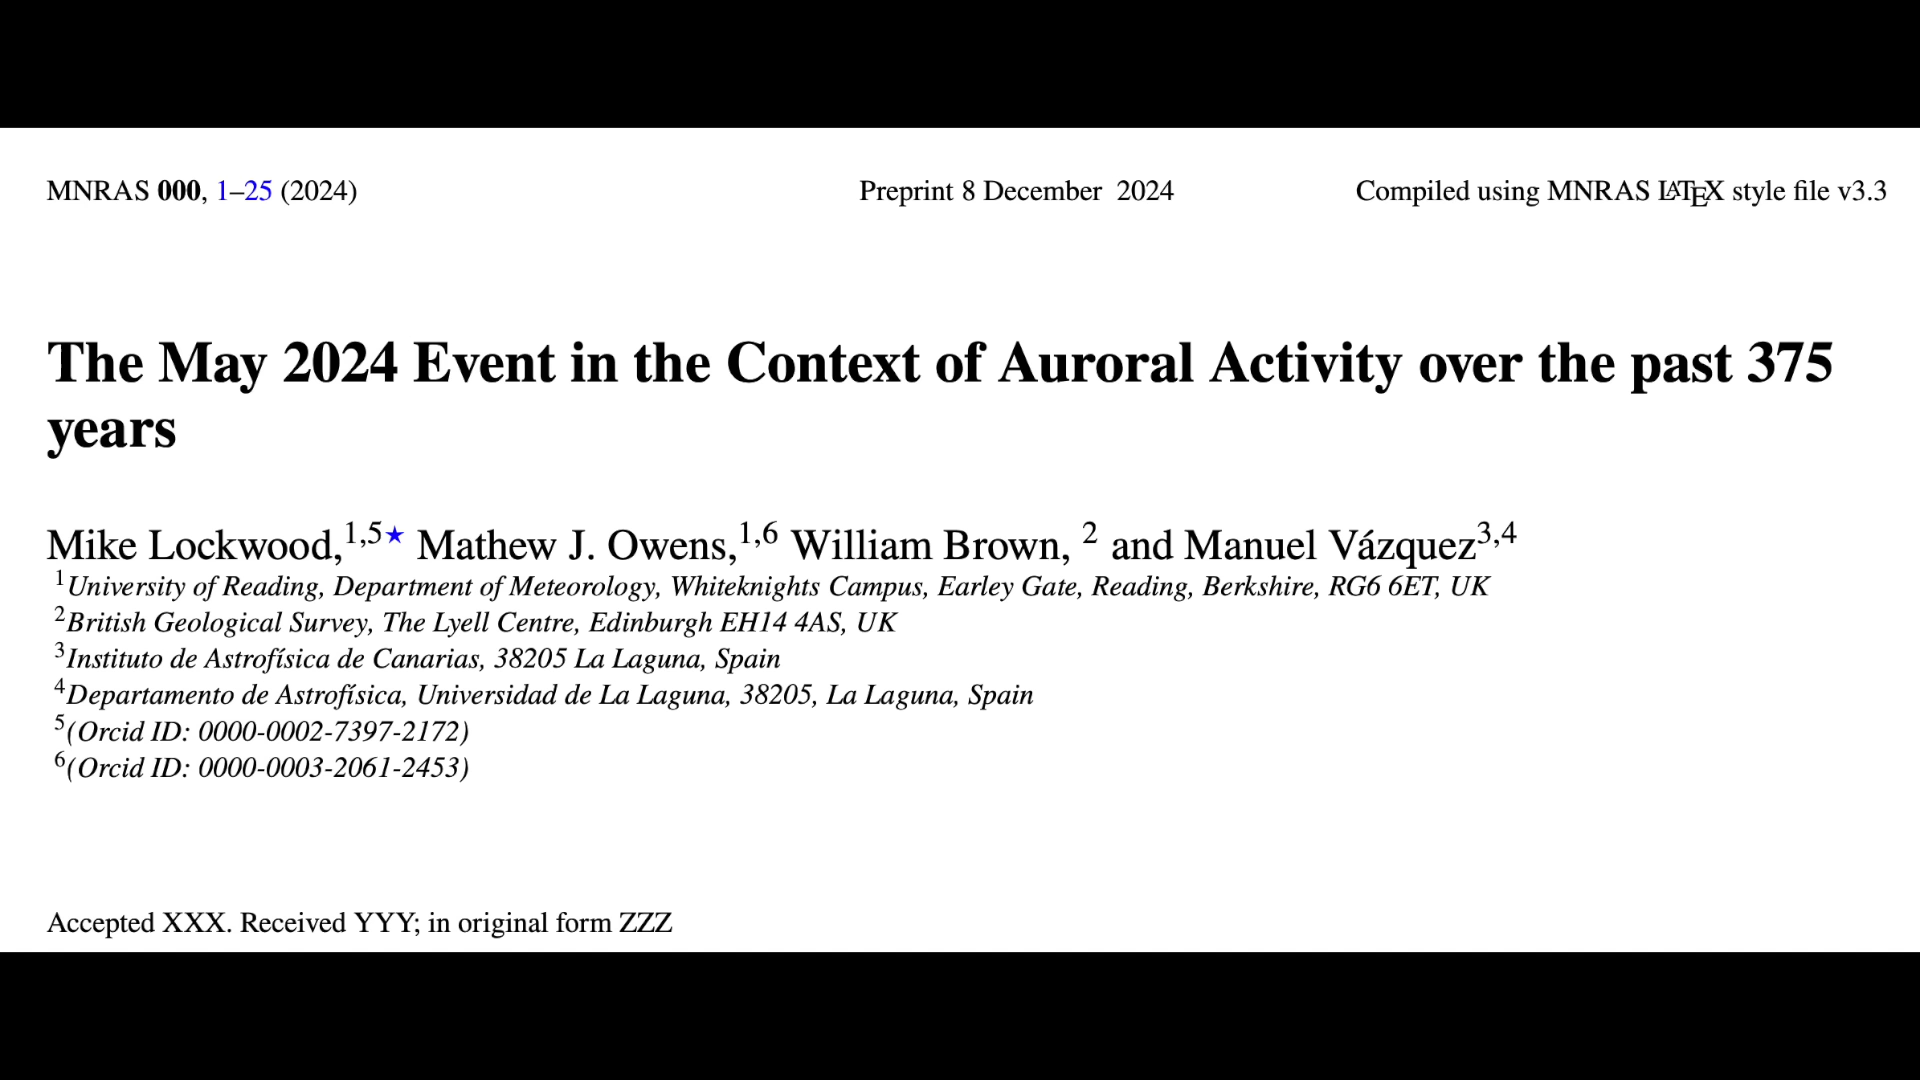 MNRAS 000, 1–25 (2024) Preprint 8 December 2024 Compiled using MNRAS LATEX style file v3.3
The May 2024 Event in the Context of Auroral Activity over the past 375
years
Mike Lockwood,1,5★ Mathew J. Owens,1,6 William Brown, 2 and Manuel Vázquez3,4
1University of Reading, Department of Meteorology, Whiteknights Campus, Earley Gate, Reading, Berkshire, RG6 6ET, UK
2British Geological Survey, The Lyell Centre, Edinburgh EH14 4AS, UK
3Instituto de Astrofísica de Canarias, 38205 La Laguna, Spain
4Departamento de Astrofísica, Universidad de La Laguna, 38205, La Laguna, Spain
5(Orcid ID: 0000-0002-7397-2172)
6(Orcid ID: 0000-0003-2061-2453)
Accepted XXX. Received YYY; in original form ZZZ